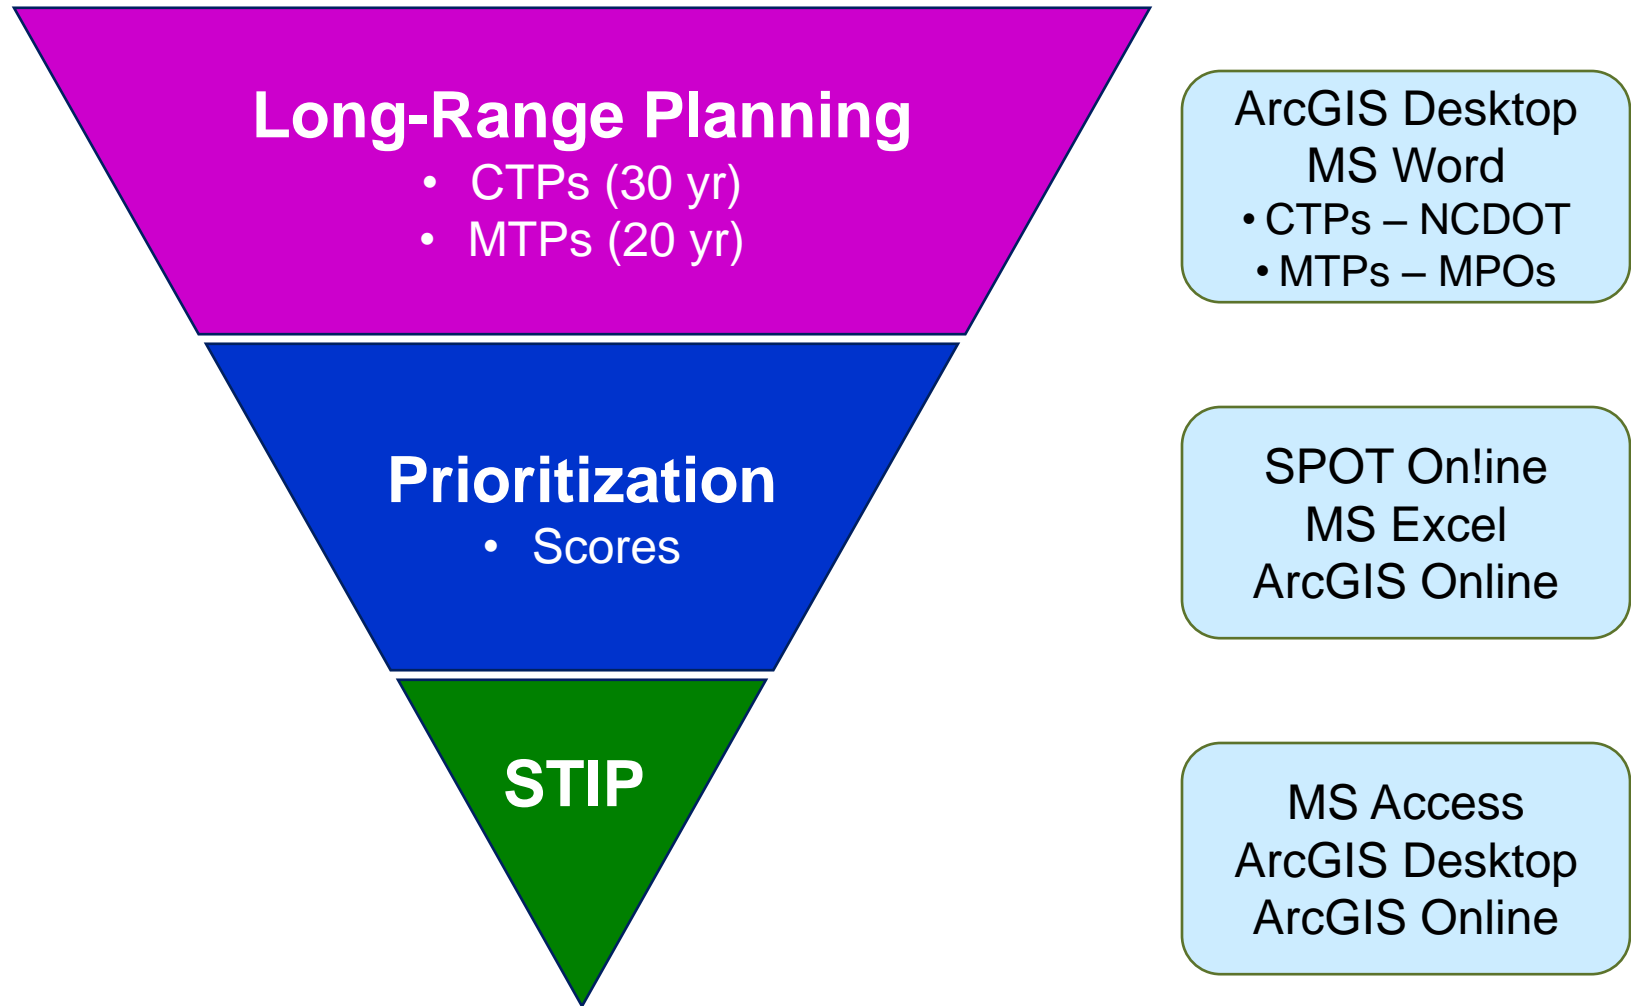 Long-Range Planning
• CTPs (30 yr)
• MTPs (20 yr)
ArcGIS Desktop
MS Word
• CTPs – NCDOT
• MTPs – MPOs
Prioritization
• Scores
SPOT On!ine
MS Excel
ArcGIS Online
STIP
MS Access
ArcGIS Desktop
ArcGIS Online